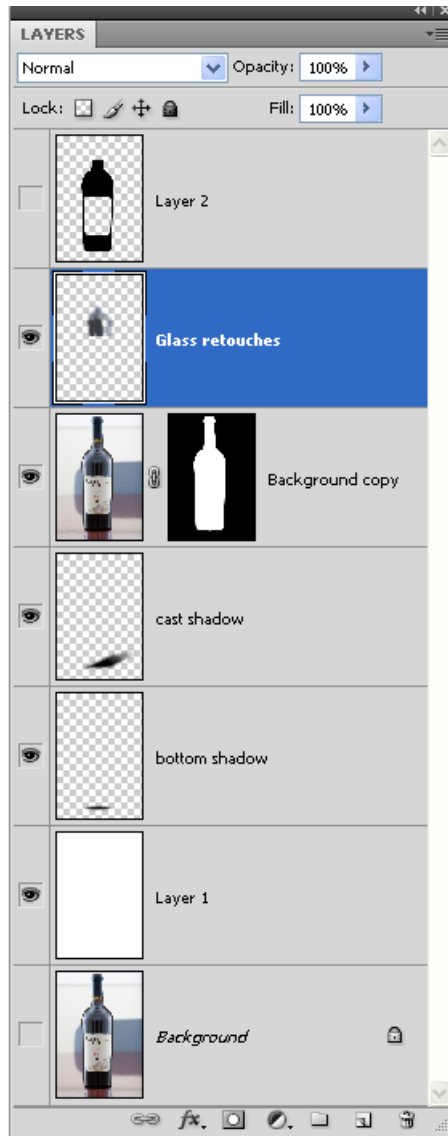 LAYERS
Normal Opacity: 100%
Lock: Fill: 100%
Layer 2
Glass retouches
Background copy
cast shadow
bottom shadow
Layer 1
Background
fx.